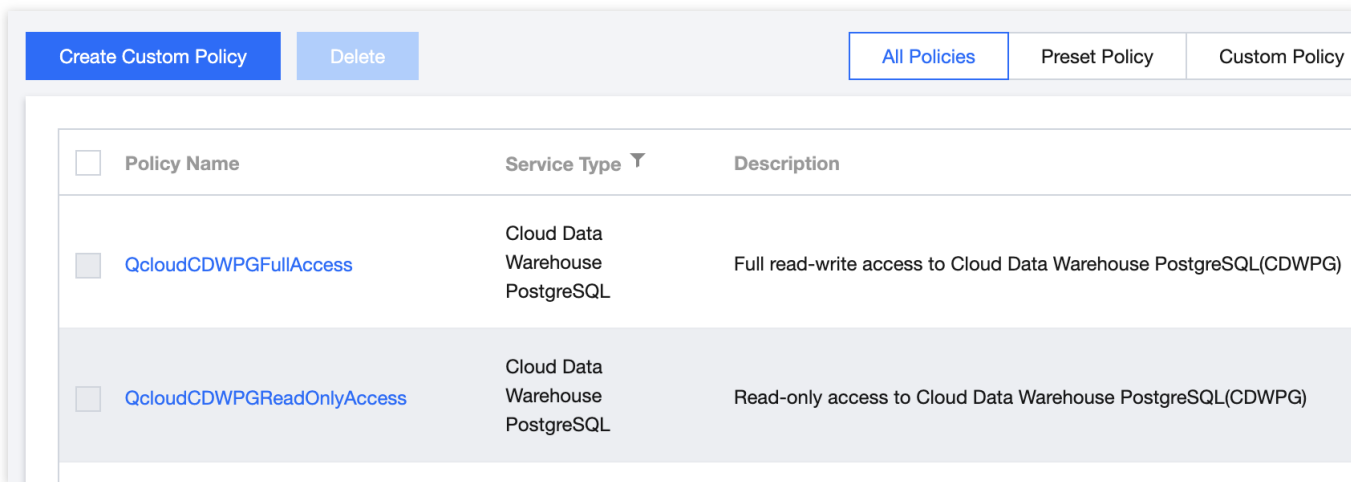 Create Custom Policy Delete All Policies Preset Policy Custom Policy
Policy Name Service Type Description
QcloudCDWPGFullAccess
Cloud Data
Warehouse
PostgreSQL
Full read-write access to Cloud Data Warehouse PostgreSQL(CDWPG)
QcloudCDWPGReadOnlyAccess
Cloud Data
Warehouse
PostgreSQL
Read-only access to Cloud Data Warehouse PostgreSQL(CDWPG)